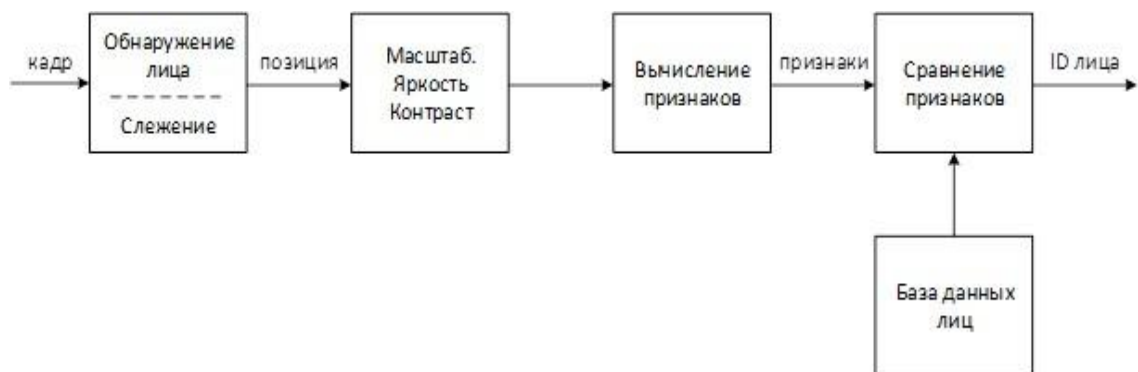 кадр
Обнаружение
лица
Слежение
позиция
Масштаб.
Яркость
Контраст
Вычисление
признаков
признаки
Сравнение
признаков
ID лица
База данных
лиц